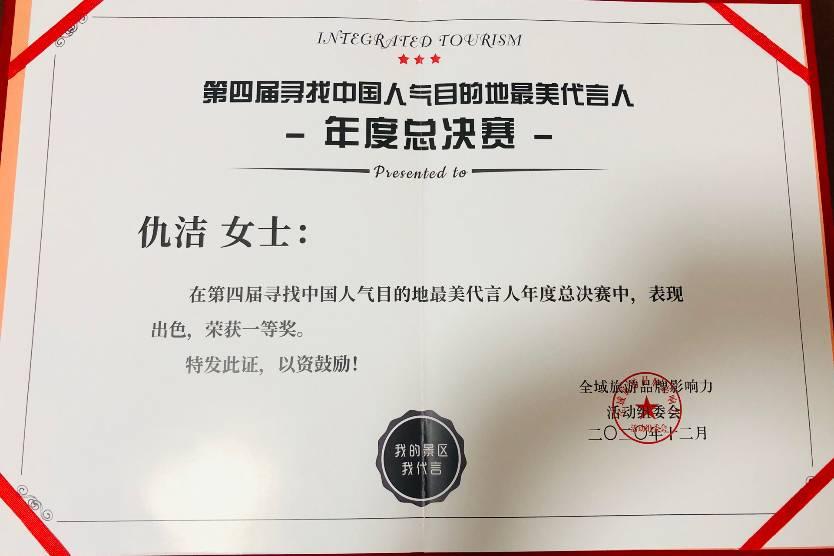 INTEGRATED TOURISM
第四届寻找中国人气目的地最美代言人
- 年度总决赛 -
Presented to
仇洁 女士：
在第四届寻找中国人气目的地最美代言人年度总决赛中，表现
出色，荣获一等奖。
特发此证，以资鼓励！
全域旅游品牌影响力
活动组委会
二〇二〇年十二月
活动组委会
我的景区
我代言